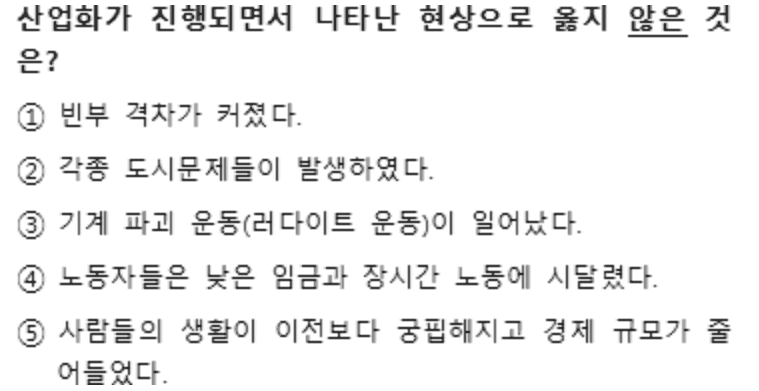 산업화가 진행되면서 나타난 현상으로 옳지 않은 것
은?
① 빈부 격차가 커졌다.
② 각종 도시문제들이 발생하였다.
③ 기계 파괴 운동(러다이트 운동)이 일어났다.
④ 노동자들은 낮은 임금과 장시간 노동에 시달렸다.
⑤ 사람들의 생활이 이전보다 궁핍해지고 경제 규모가 줄
어들었다.